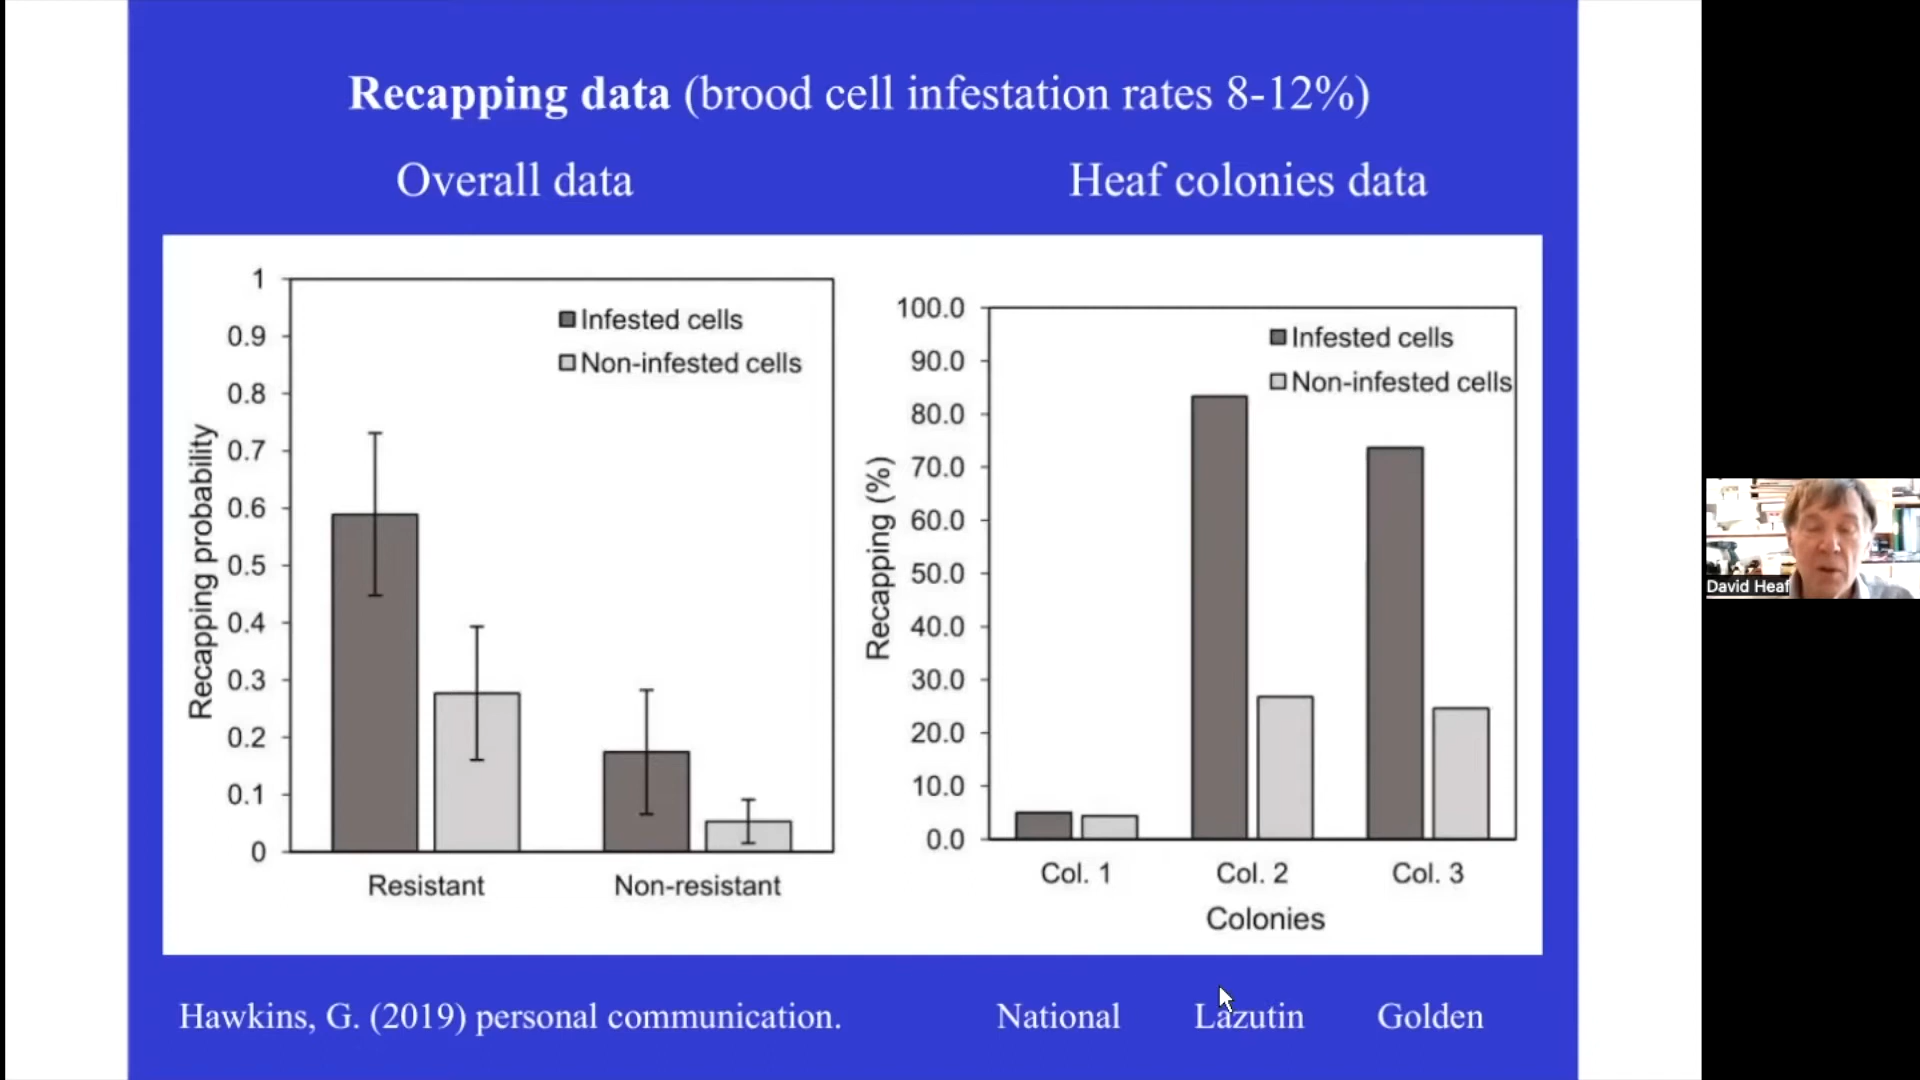 Recapping data (brood cell infestation rates 8-12%)
Overall data
Heaf colonies data
1
0.9
0.8
0.7
0.6
0.5
0.4
0.3
0.2
0.1
0
Recapping probability
Infested cells
Non-infested cells
Resistant
Non-resistant
100.0
90.0
80.0
70.0
60.0
50.0
40.0
30.0
20.0
10.0
0.0
Recapping (%)
Infested cells
Non-infested cells
Col. 1
Col. 2
Col. 3
Colonies
Hawkins, G. (2019) personal communication.
National
Lazutin
Golden
David Heaf